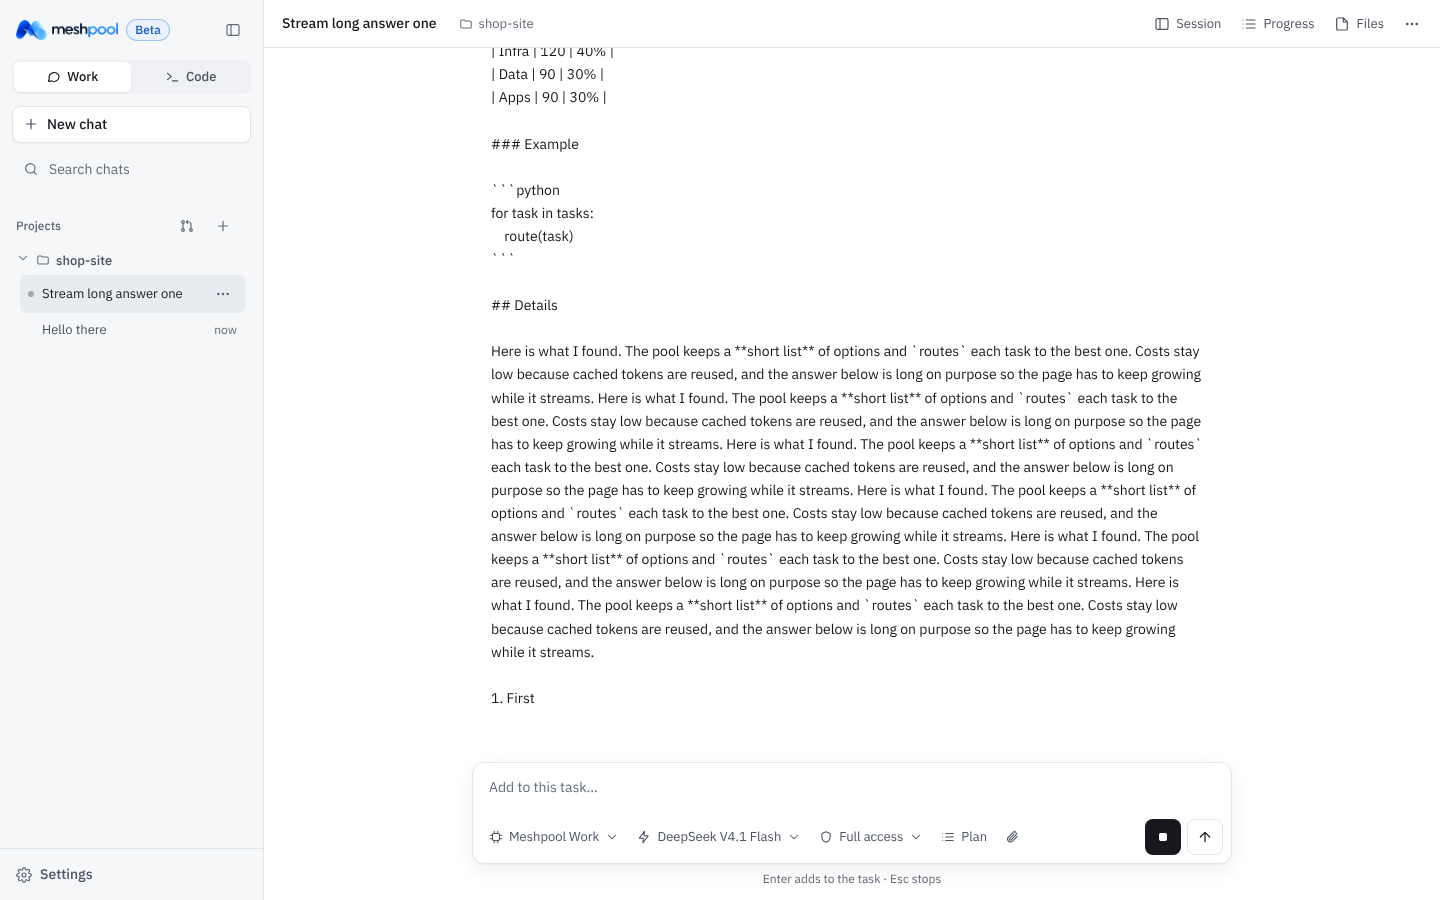 meshpool Beta
Work
Code
New chat
Search chats
Projects
shop-site
Stream long answer one
Hello there now
Settings
Stream long answer one shop-site Session Progress Files
| Infra | 120 | 40% |
| Data | 90 | 30% |
| Apps | 90 | 30% |
### Example
```python
for task in tasks:
route(task)
```
## Details
Here is what I found. The pool keeps a **short list** of options and `routes` each task to the best one. Costs stay
low because cached tokens are reused, and the answer below is long on purpose so the page has to keep growing
while it streams. Here is what I found. The pool keeps a **short list** of options and `routes` each task to the
best one. Costs stay low because cached tokens are reused, and the answer below is long on purpose so the page
has to keep growing while it streams. Here is what I found. The pool keeps a **short list** of options and `routes`
each task to the best one. Costs stay low because cached tokens are reused, and the answer below is long on
purpose so the page has to keep growing while it streams. Here is what I found. The pool keeps a **short list** of
options and `routes` each task to the best one. Costs stay low because cached tokens are reused, and the
answer below is long on purpose so the page has to keep growing while it streams. Here is what I found. The pool
keeps a **short list** of options and `routes` each task to the best one. Costs stay low because cached tokens
are reused, and the answer below is long on purpose so the page has to keep growing while it streams. Here is
what I found. The pool keeps a **short list** of options and `routes` each task to the best one. Costs stay low
because cached tokens are reused, and the answer below is long on purpose so the page has to keep growing
while it streams.
1. First
Add to this task...
Meshpool Work DeepSeek V4.1 Flash Full access Plan
Enter adds to the task · Esc stops